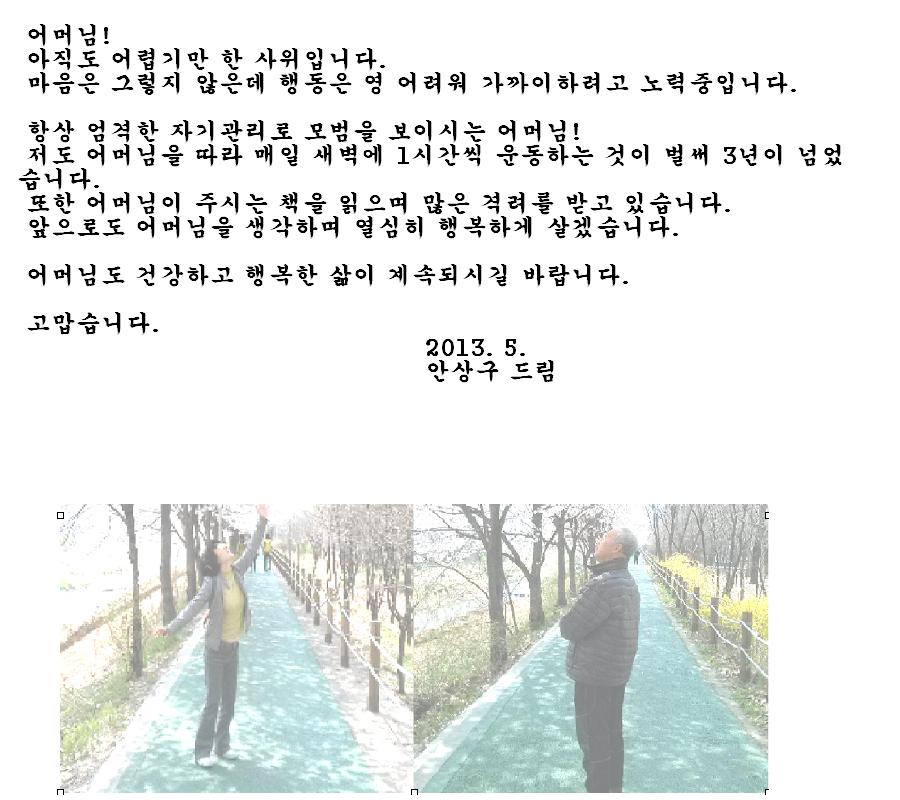 어머님!
아직도 어렵기만 한 사위입니다.
마음은 그렇지 않은데 행동은 영 어려워 가까이하려고 노력중입니다.
항상 엄격한 자기관리로 모범을 보이시는 어머님!
저도 어머님을 따라 매일 새벽에 1시간씩 운동하는 것이 벌써 3년이 넘었
습니다.
또한 어머님이 주시는 책을 읽으며 많은 격려를 받고 있습니다.
앞으로도 어머님을 생각하며 열심히 행복하게 살겠습니다.
어머님도 건강하고 행복한 삶이 계속되시길 바랍니다.
고맙습니다.
2013. 5.
안상구 드림